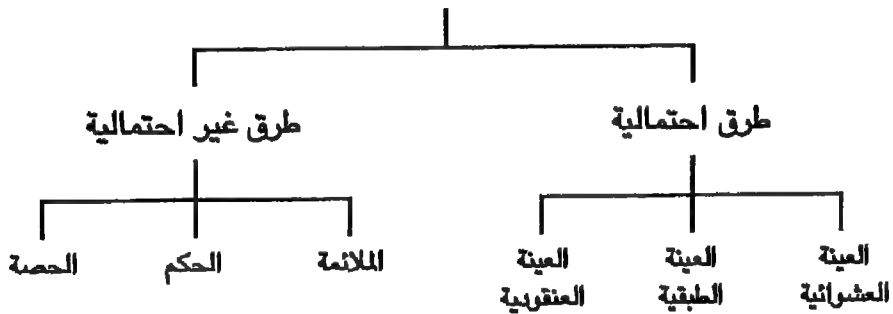 طرق احتمالية
طرق غير احتمالية
العينة العشوائية
العينة الطبقية
العينة العنقودية
الملائمة
الحكم
الحصة